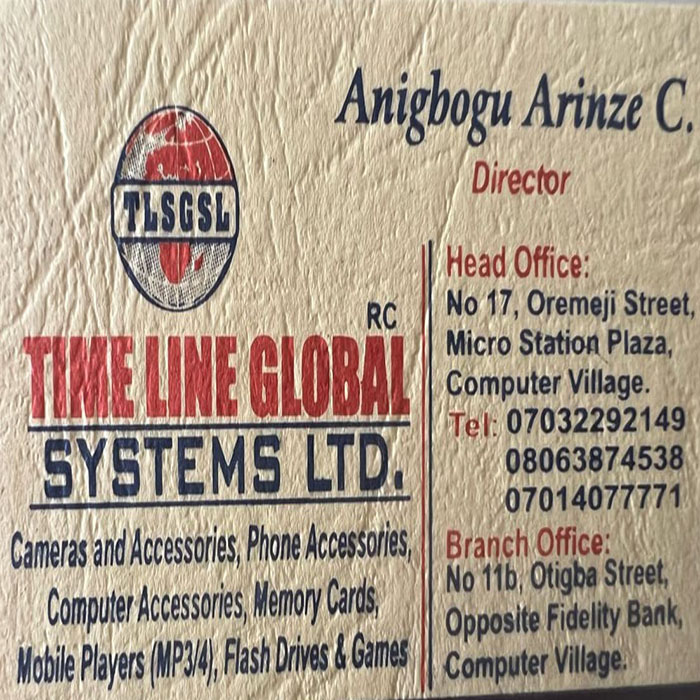 Anigbogu Arinze C.
Director
TLSGSL
RC
TIME LINE GLOBAL
SYSTEMS LTD.
Cameras and Accessories, Phone Accessories,
Computer Accessories, Memory Cards,
Mobile Players (MP3/4), Flash Drives & Games
Head Office:
No 17, Oremeji Street,
Micro Station Plaza,
Computer Village.
Tel: 07032292149
08063874538
07014077771
Branch Office:
No 11b, Otigba Street,
Opposite Fidelity Bank,
Computer Village.